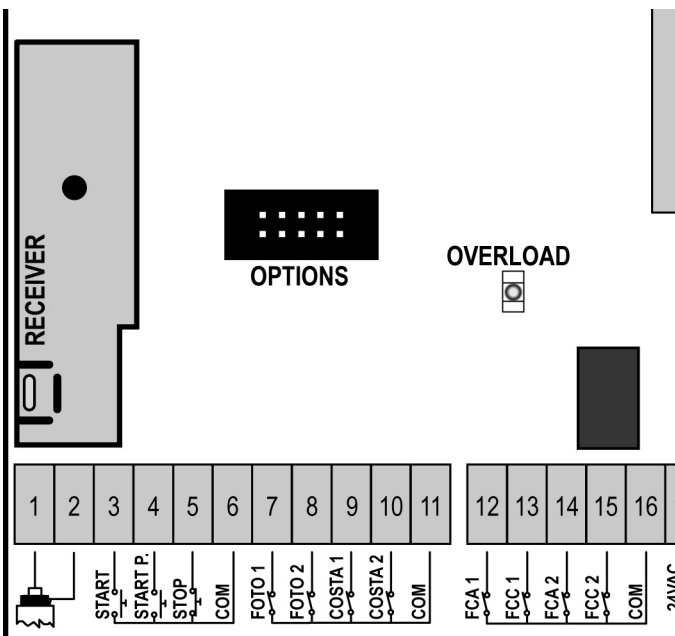 RECEIVER
OPTIONS
OVERLOAD
1 2 3 4 5 6 7 8 9 10 11 12 13 14 15 16
START
START P.
STOP
COM
FOTO 1
FOTO 2
COSTA 1
COSTA 2
COM
FCA 1
FCC 1
FCA 2
FCC 2
COM
24VAC